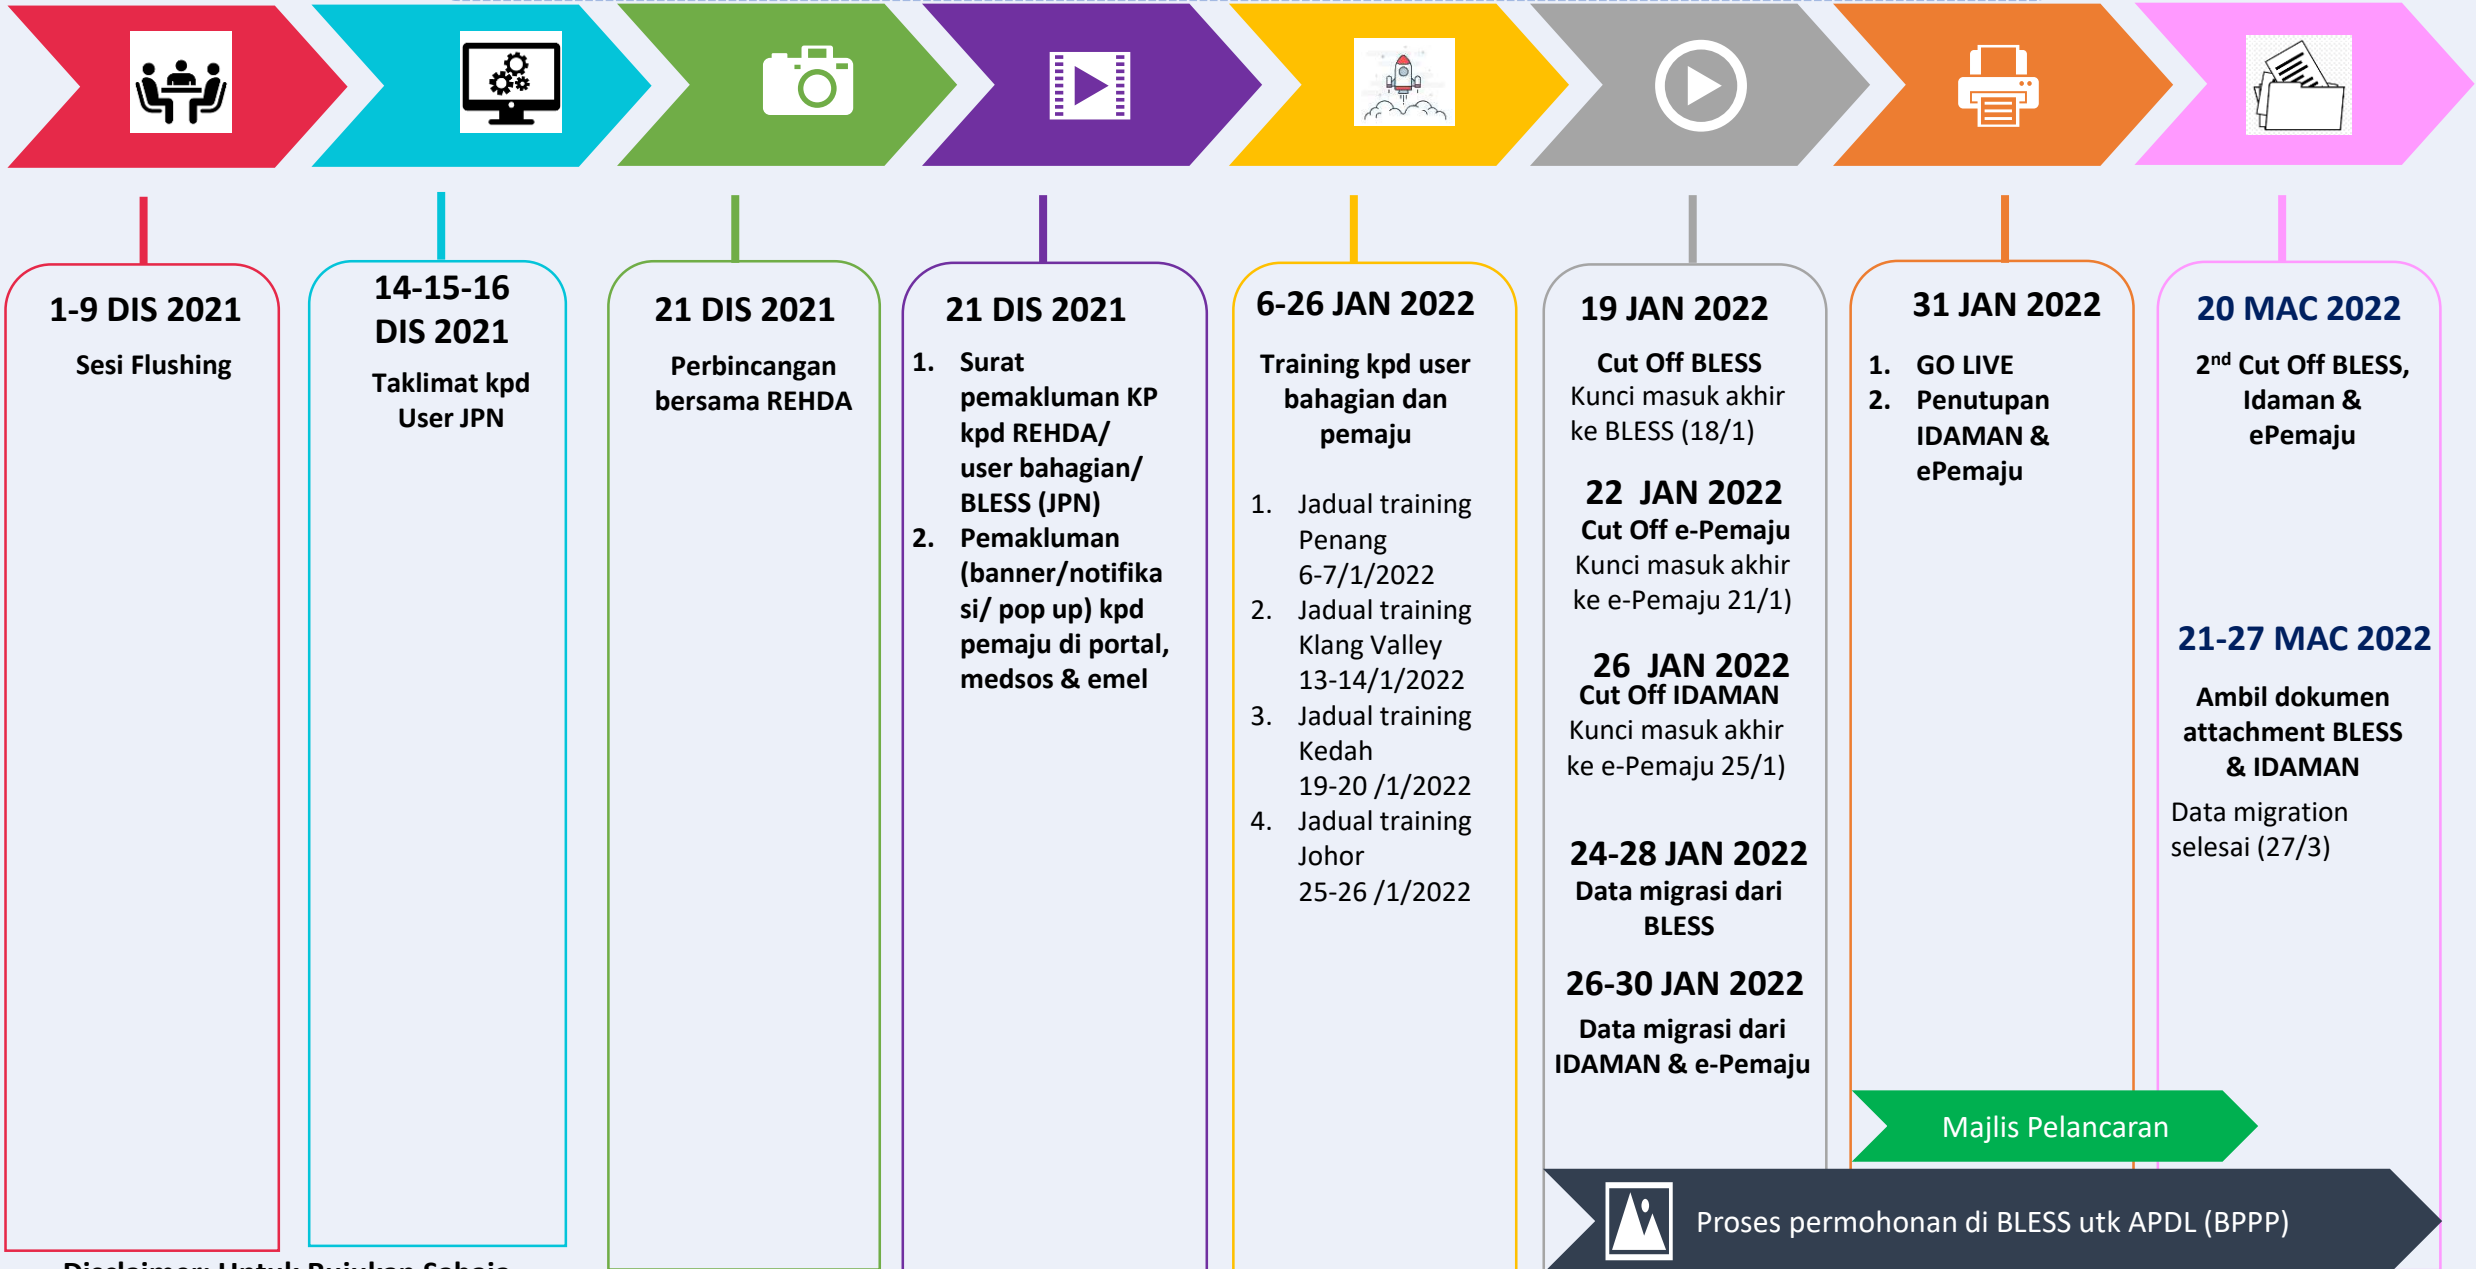 1-9 DIS 2021
Sesi Flushing
14-15-16
DIS 2021
Taklimat kpd
User JPN
21 DIS 2021
Perbincangan
bersama REHDA
21 DIS 2021
1. Surat
pemakluman KP
kpd REHDA/
user bahagian/
BLESS (JPN)
2. Pemakluman
(banner/notifika
si/ pop up) kpd
pemaju di portal,
medsos & emel
6-26 JAN 2022
Training kpd user
bahagian dan
pemaju
1. Jadual training
Penang
6-7/1/2022
2. Jadual training
Klang Valley
13-14/1/2022
3. Jadual training
Kedah
19-20 /1/2022
4. Jadual training
Johor
25-26 /1/2022
19 JAN 2022
Cut Off BLESS
Kunci masuk akhir
ke BLESS (18/1)
22 JAN 2022
Cut Off e-Pemaju
Kunci masuk akhir
ke e-Pemaju 21/1)
26 JAN 2022
Cut Off IDAMAN
Kunci masuk akhir
ke e-Pemaju 25/1)
24-28 JAN 2022
Data migrasi dari
BLESS
26-30 JAN 2022
Data migrasi dari
IDAMAN & e-Pemaju
31 JAN 2022
1. GO LIVE
2. Penutupan
IDAMAN &
ePemaju
20 MAC 2022
2nd Cut Off BLESS,
Idaman &
ePemaju
21-27 MAC 2022
Ambil dokumen
attachment BLESS
& IDAMAN
Data migration
selesai (27/3)
Majlis Pelancaran
Proses permohonan di BLESS utk APDL (BPPP)
Disclaimer: Untuk Rujukan Sahaja